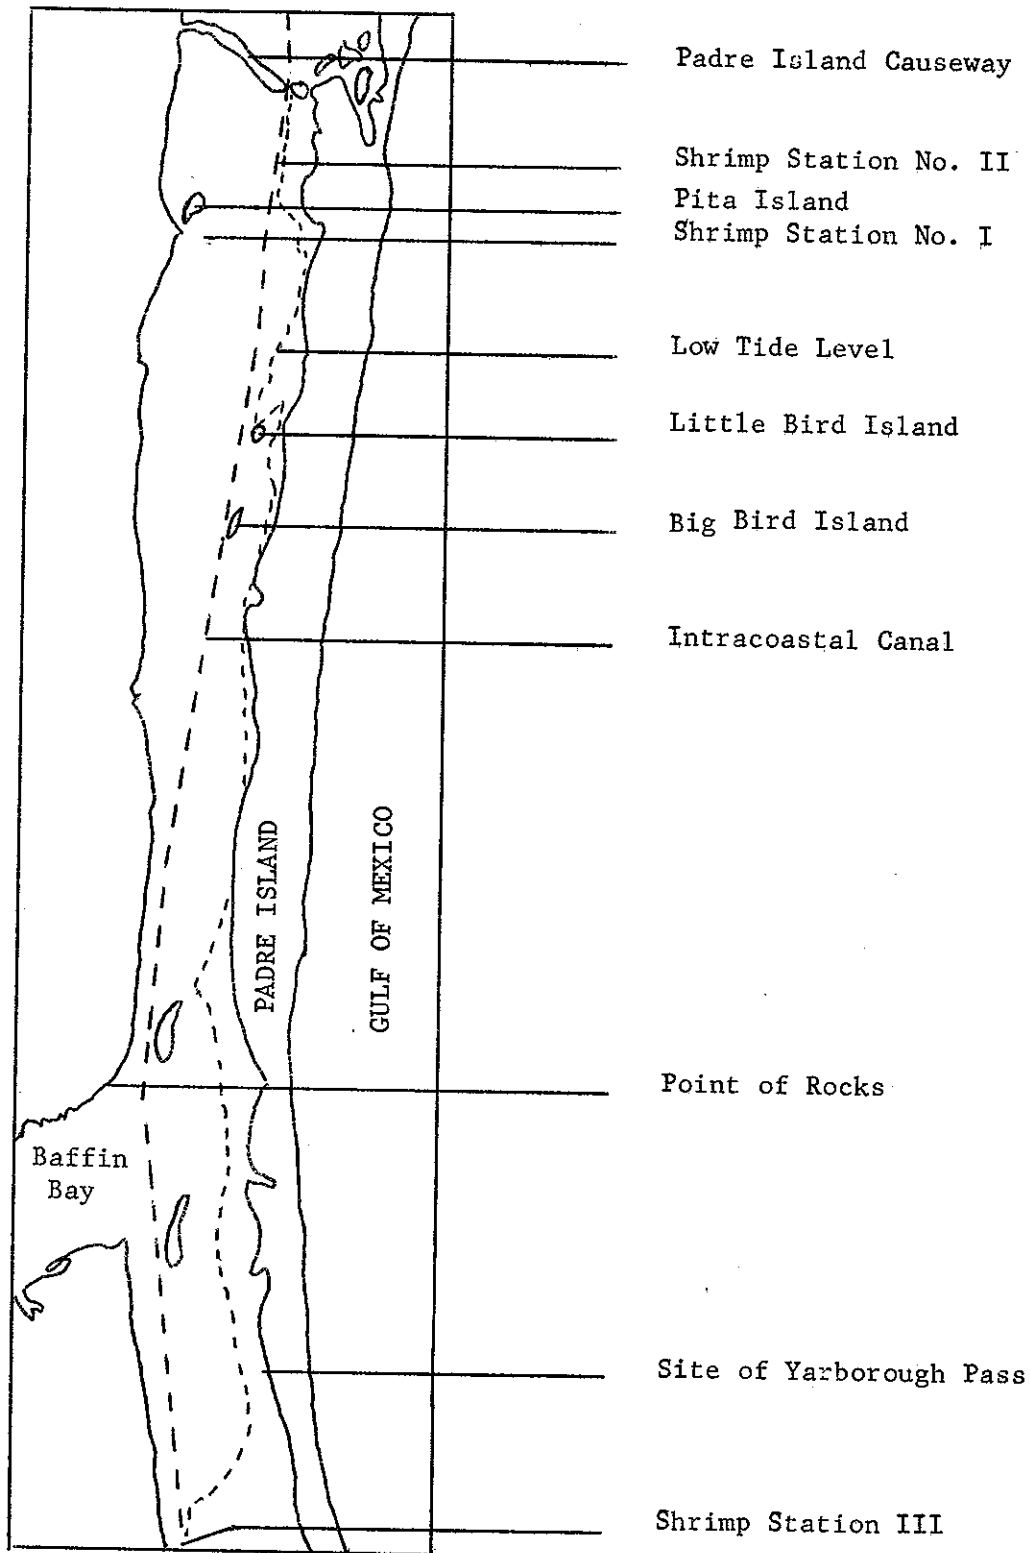 Padre Island Causeway
Shrimp Station No. II
Pita Island
Shrimp Station No. I
Low Tide Level
Little Bird Island
Big Bird Island
Intracoastal Canal
PADRE ISLAND
GULF OF MEXICO
Point of Rocks
Baffin
Bay
Site of Yarborough Pass
Shrimp Station III